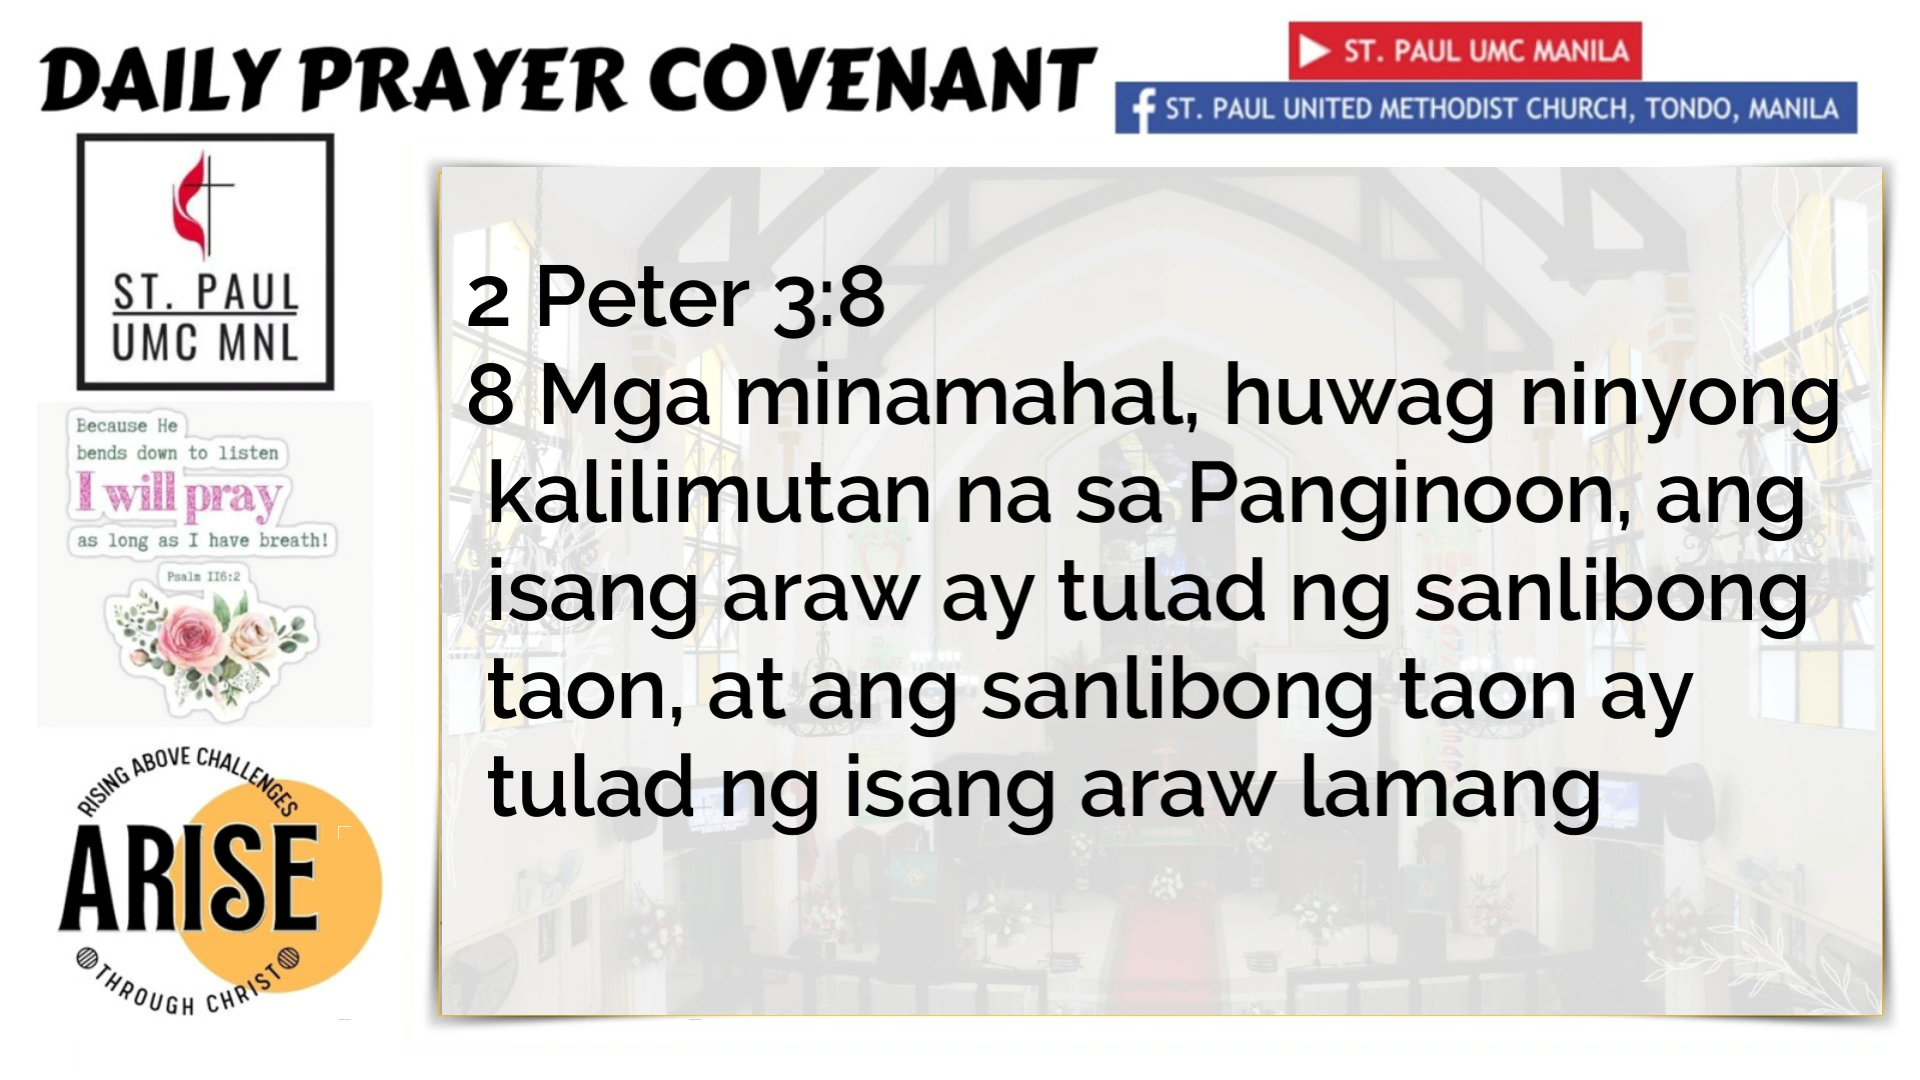 DAILY PRAYER COVENANT
ST. PAUL UMC MANILA
ST. PAUL UNITED METHODIST CHURCH, TONDO, MANILA
ST. PAUL
UMC MNL
Because He
bends down to listen
I will pray
as long as I have breath!
Psalm 116:2
RISING ABOVE CHALLENGES
ARISE
THROUGH CHRIST
2 Peter 3:8
8 Mga minamahal, huwag ninyong
kalilimutan na sa Panginoon, ang
isang araw ay tulad ng sanlibong
taon, at ang sanlibong taon ay
tulad ng isang araw lamang